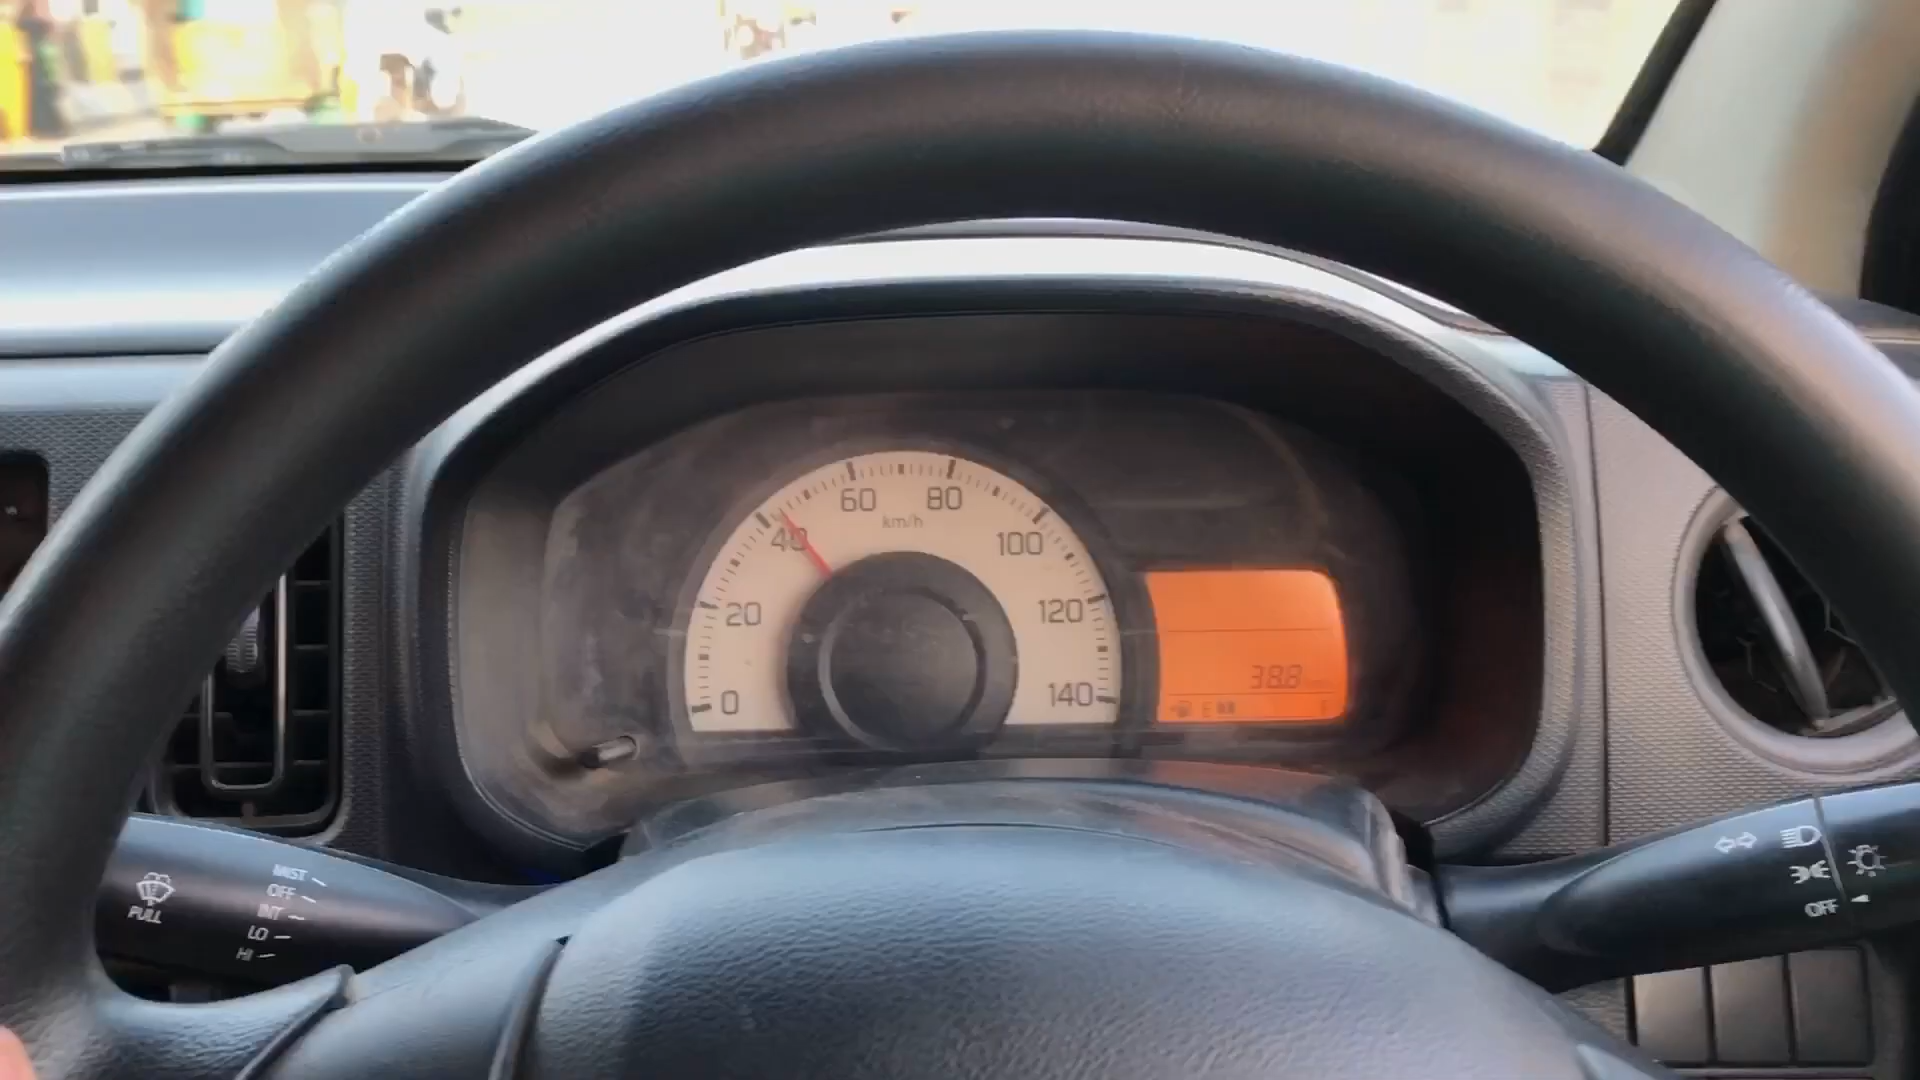 60 80
km/h
40 100
20 120
0 140
38.8
E F
PULL
MIST
OFF
INT
LO
HI
OFF